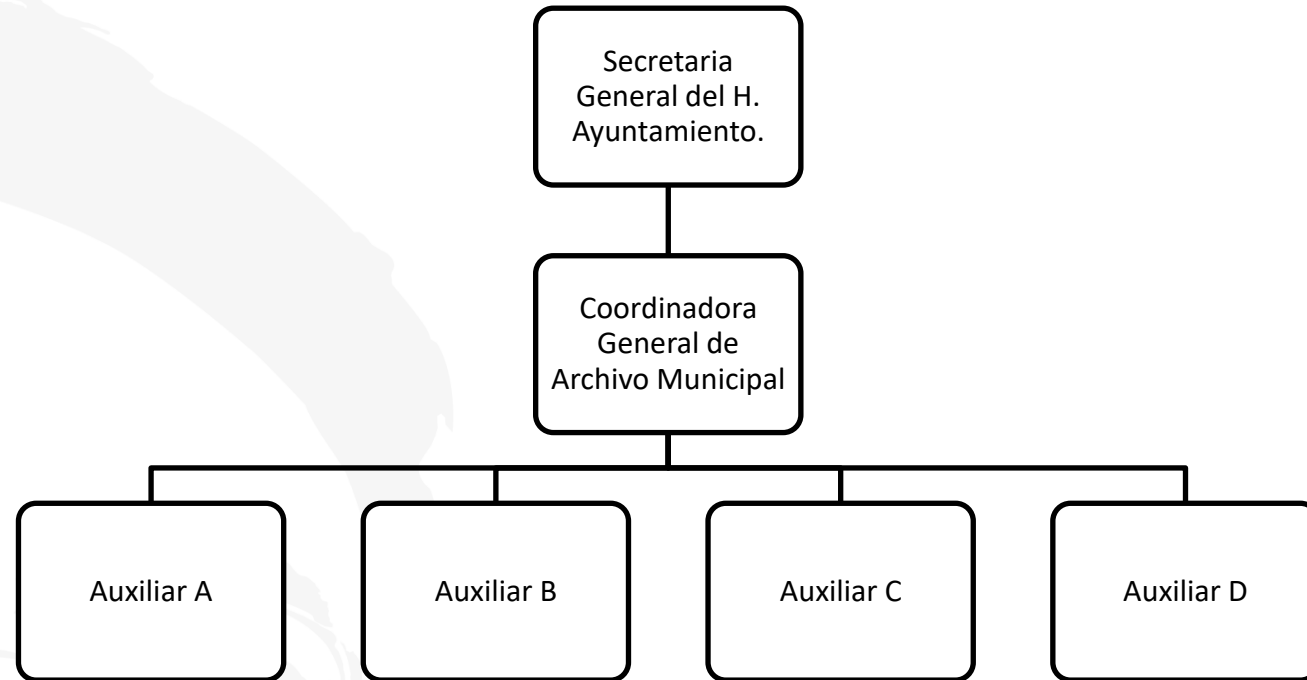 Secretaria
General del H.
Ayuntamiento.
Coordinadora
General de
Archivo Municipal
Auxiliar A
Auxiliar B
Auxiliar C
Auxiliar D